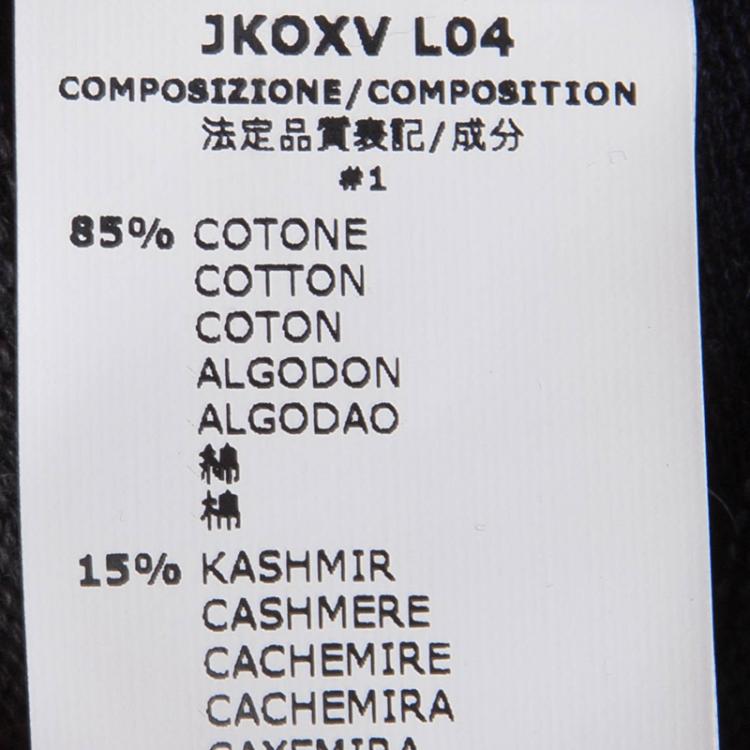 JKOXV L04
COMPOSIZIONE/COMPOSITION
法定品質表記/成分
#1
85% COTONE
COTTON
COTON
ALGODON
ALGODAO
綿
棉
15% KASHMIR
CASHMERE
CACHEMIRE
CACHEMIRA
CAXEMIRA